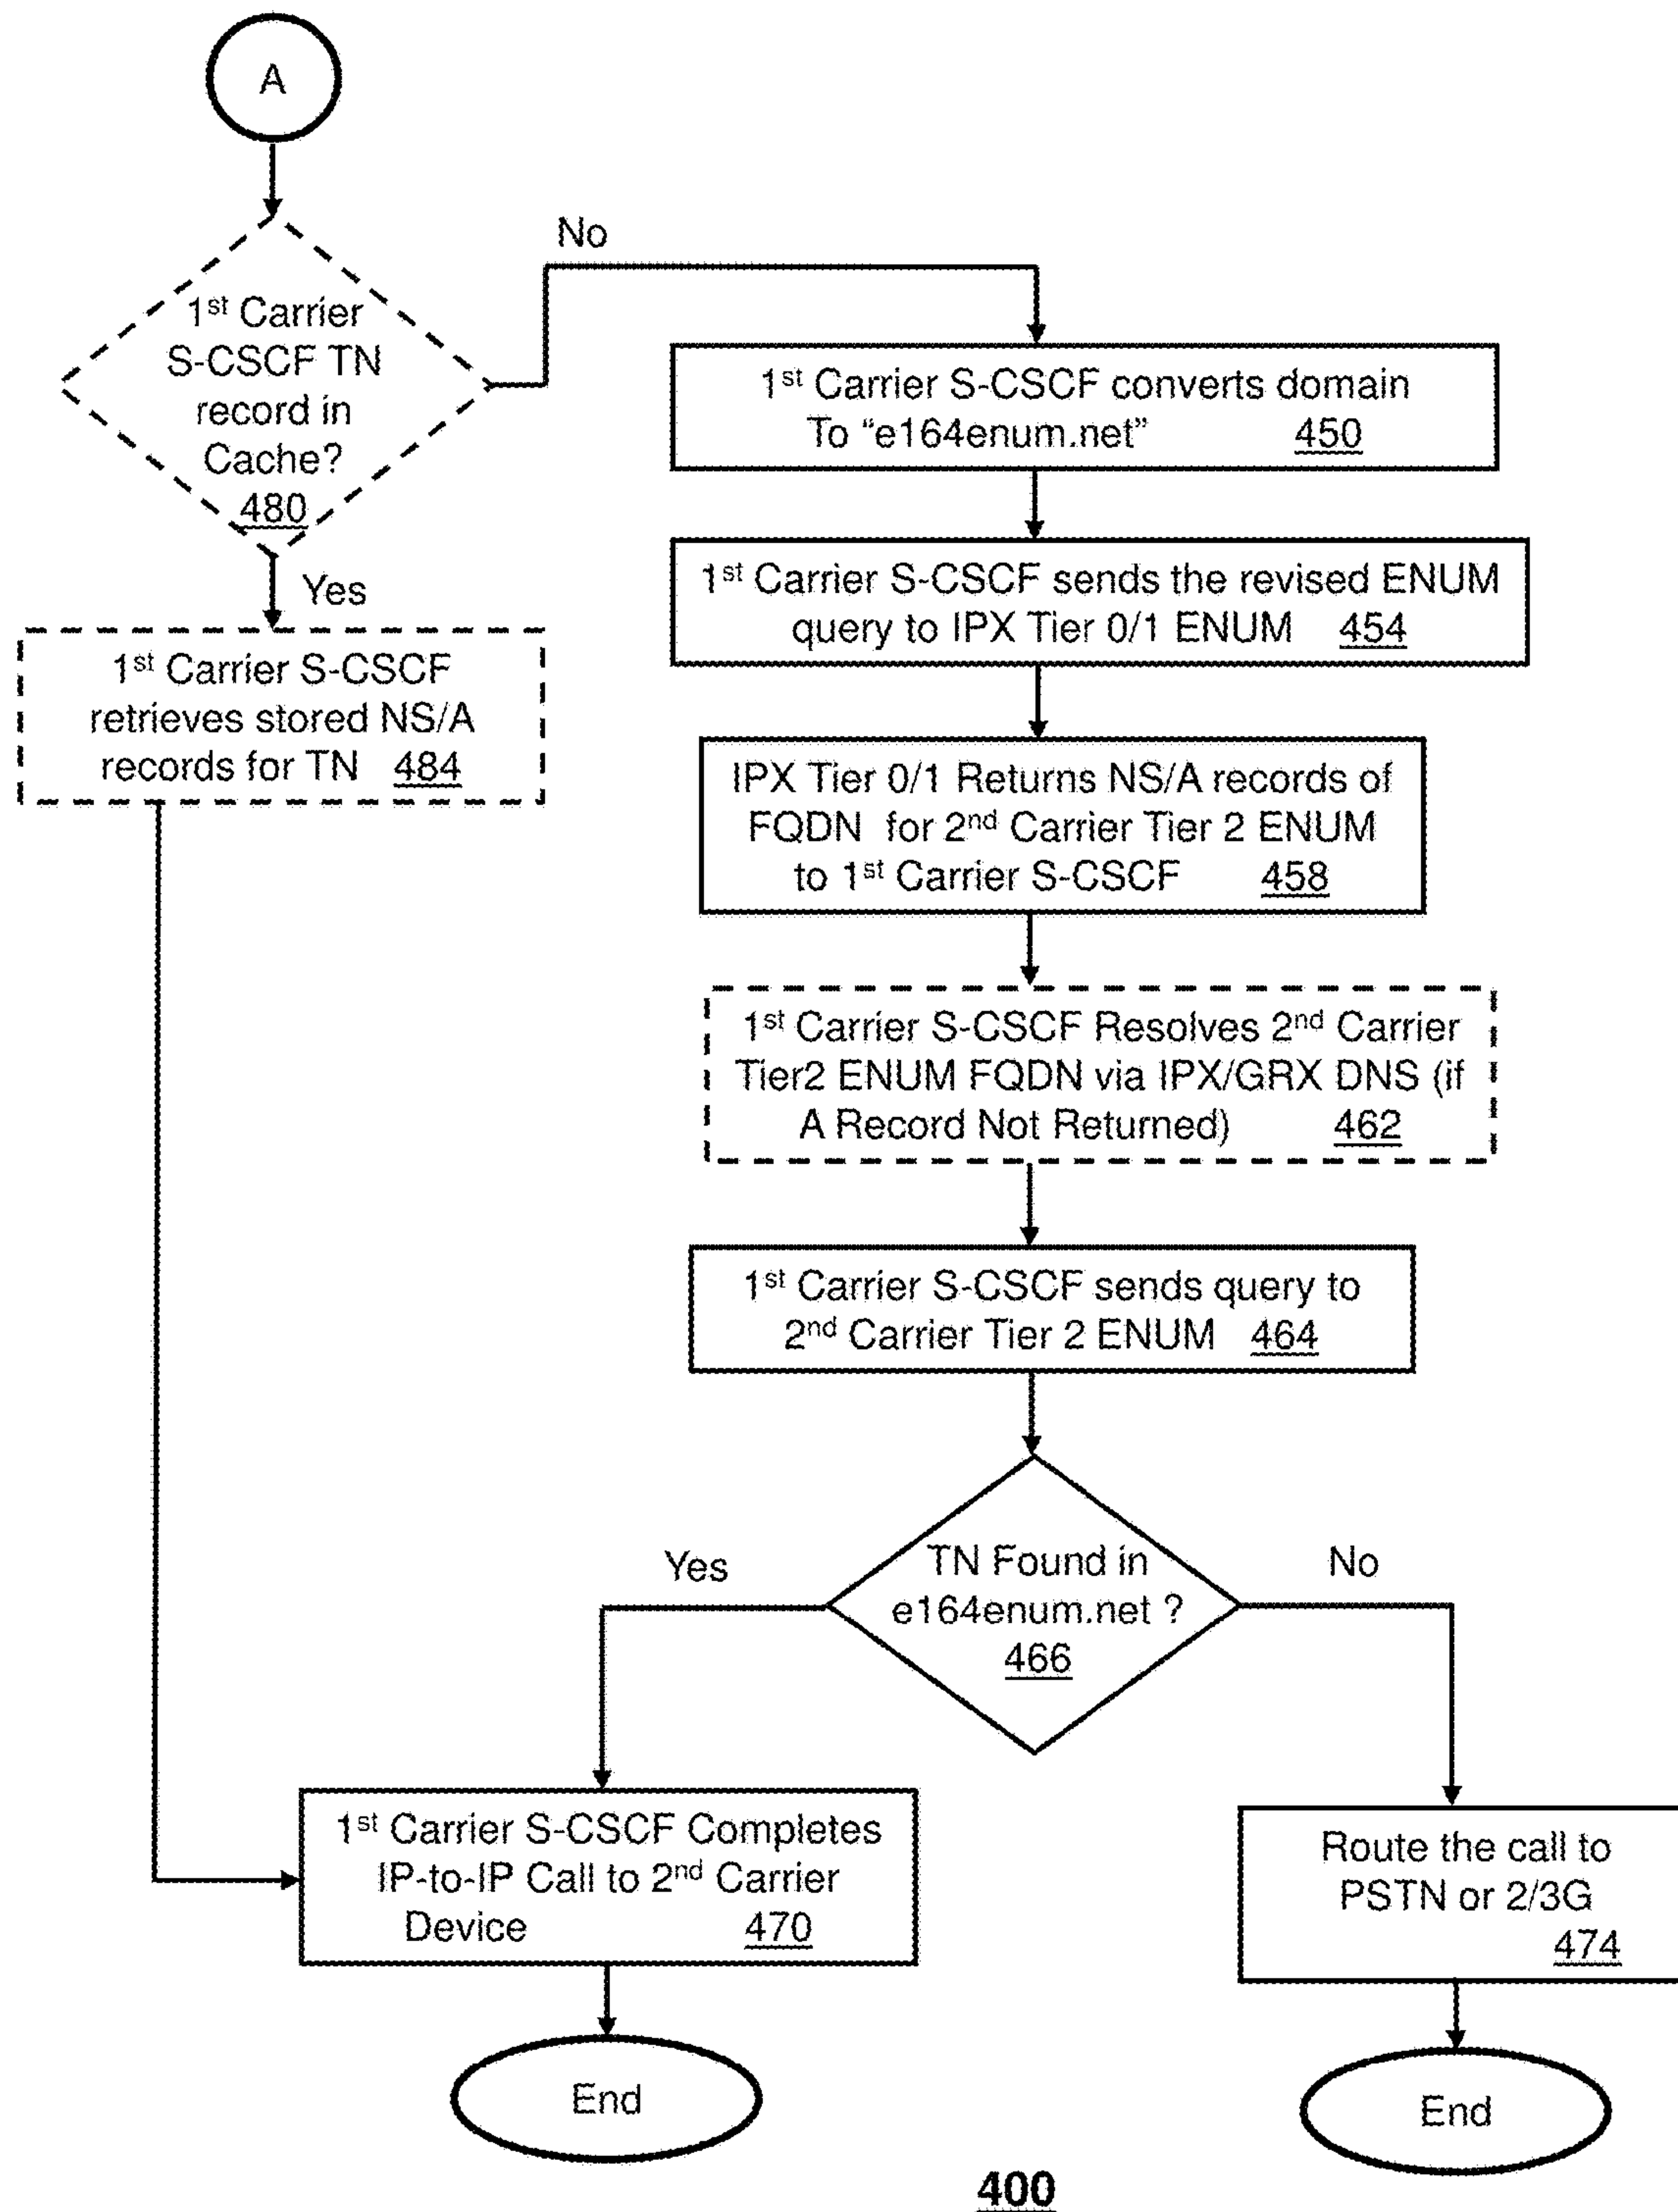 A
No
1st Carrier
S-CSCF TN
record in
Cache?
480
Yes
1st Carrier S-CSCF
retrieves stored NS/A
records for TN 484
1st Carrier S-CSCF converts domain
To “e164enum.net” 450
1st Carrier S-CSCF sends the revised ENUM
query to IPX Tier 0/1 ENUM 454
IPX Tier 0/1 Returns NS/A records of
FQDN for 2nd Carrier Tier 2 ENUM
to 1st Carrier S-CSCF 458
1st Carrier S-CSCF Resolves 2nd Carrier
Tier2 ENUM FQDN via IPX/GRX DNS (if
A Record Not Returned) 462
1st Carrier S-CSCF sends query to
2nd Carrier Tier 2 ENUM 464
TN Found in
e164enum.net ?
466
Yes
No
1st Carrier S-CSCF Completes
IP-to-IP Call to 2nd Carrier
Device 470
Route the call to
PSTN or 2/3G
474
End
End
400